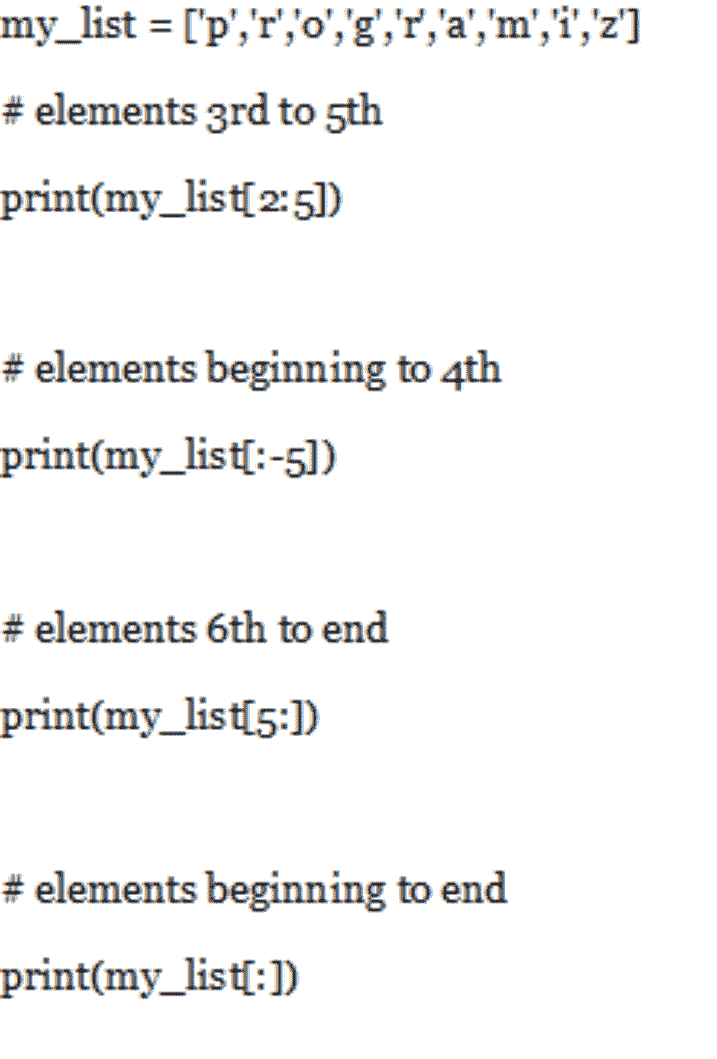 my_list = ['p','r','o','g','r','a','m','i','z']
# elements 3rd to 5th
print(my_list[2:5])
# elements beginning to 4th
print(my_list[:-5])
# elements 6th to end
print(my_list[5:])
# elements beginning to end
print(my_list[:])